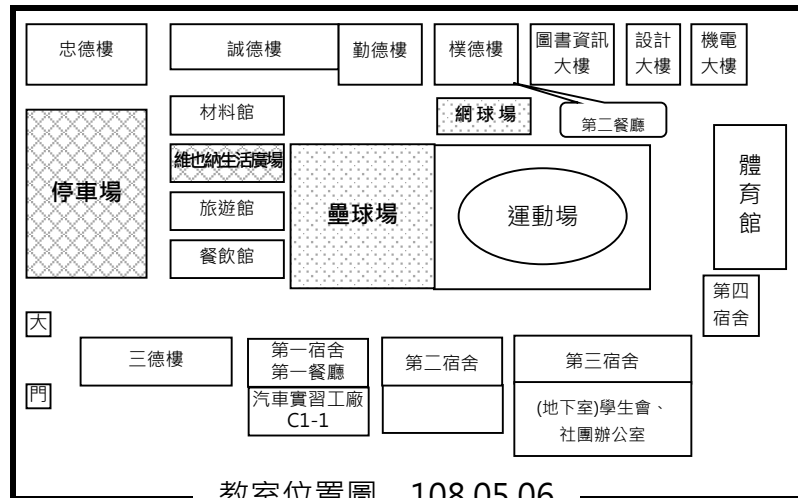 忠德樓
誠德樓
勤德樓
樸德樓
圖書資訊
大樓
設計
大樓
機電
大樓
材料館
網球場
第二餐廳
停車場
維也納生活廣場
壘球場
運動場
體
育
館
旅遊館
餐飲館
第四
宿舍
大
門
三德樓
第一宿舍
第一餐廳
第二宿舍
第三宿舍
汽車實習工廠
C1-1
(地下室)學生會、
社團辦公室
教室位置圖 108.05.06